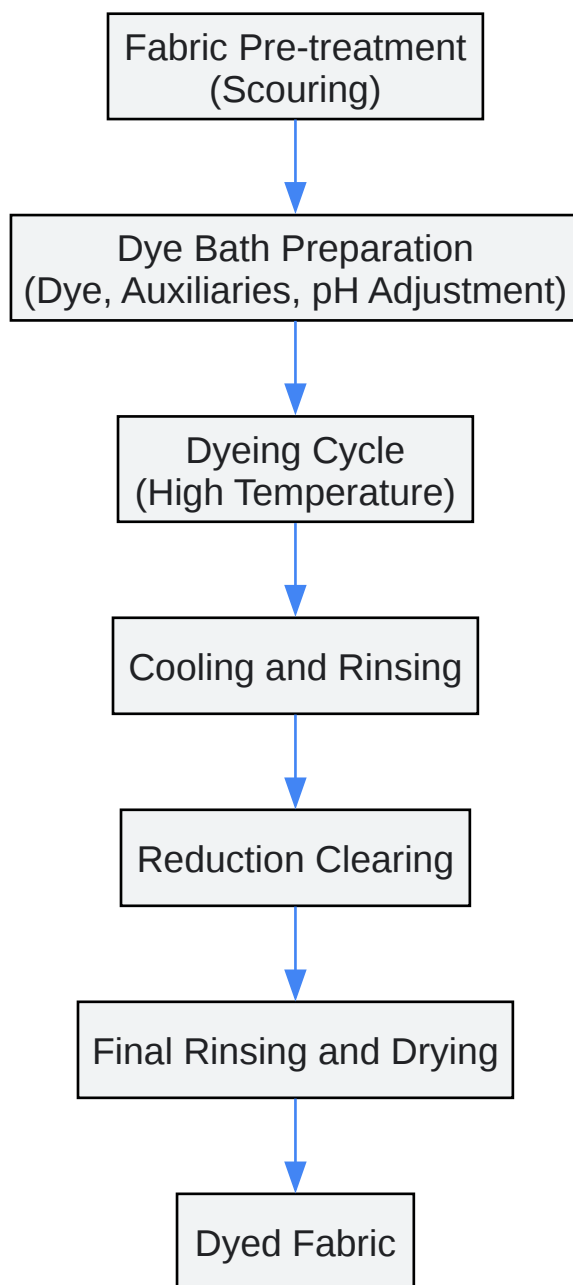 Fabric Pre-treatment
(Scouring)
Dye Bath Preparation
(Dye, Auxiliaries, pH Adjustment)
Dyeing Cycle
(High Temperature)
Cooling and Rinsing
Reduction Clearing
Final Rinsing and Drying
Dyed Fabric